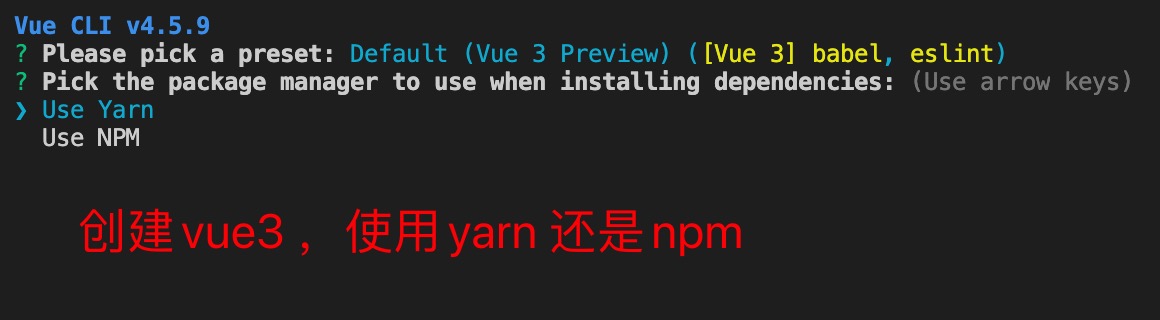 Vue CLI v4.5.9
? Please pick a preset: Default (Vue 3 Preview) ([Vue 3] babel, eslint)
? Pick the package manager to use when installing dependencies: (Use arrow keys)
❯ Use Yarn
Use NPM
创建vue3，使用yarn 还是npm